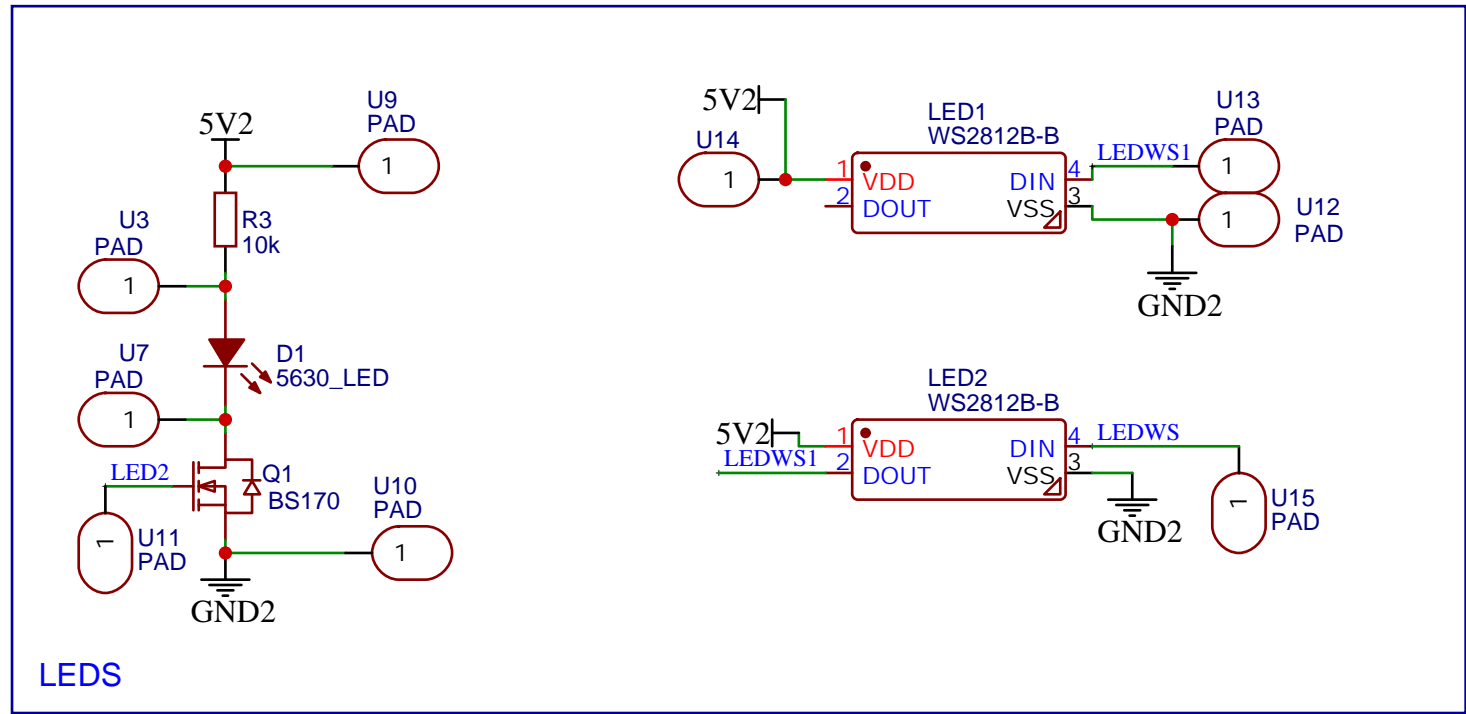 5V2
U9
PAD
1
R3
10k
U3
PAD
1
D1
5630_LED
U7
PAD
1
LED2
Q1
BS170
U11
PAD
1
U10
PAD
1
GND2
5V2
U14
1
LED1
WS2812B-B
1
VDD
2
DOUT
DIN
4
VSS
3
LEDWS1
U13
PAD
1
U12
PAD
1
GND2
LED2
WS2812B-B
5V2
LEDWS1
1
VDD
2
DOUT
DIN
4
VSS
3
LEDWS
U15
PAD
1
GND2
LEDS